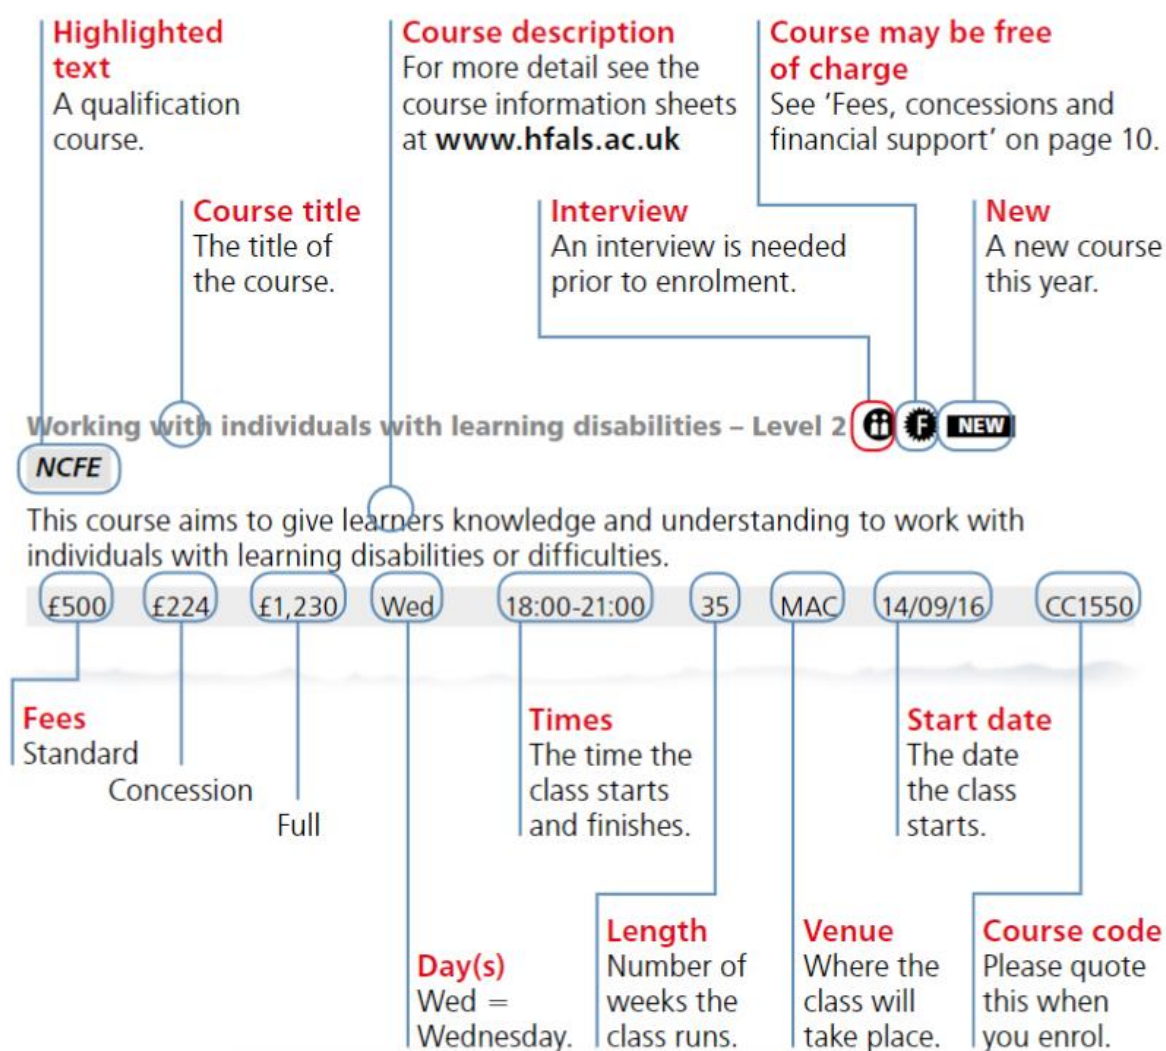 Highlighted
text
A qualification
course.
Course description
For more detail see the
course information sheets
at www.hfals.ac.uk
Course may be free
of charge
See 'Fees, concessions and
financial support' on page 10.
Course title
The title of
the course.
Interview
An interview is needed
prior to enrolment.
New
A new course
this year.
Working with individuals with learning disabilities – Level 2 F NEW
NCFE
This course aims to give learners knowledge and understanding to work with
individuals with learning disabilities or difficulties.
£500 £224 £1,230 Wed 18:00-21:00 35 MAC 14/09/16 CC1550
Fees
Standard
Concession
Full
Times
The time the
class starts
and finishes.
Start date
The date
the class
starts.
Day(s)
Wed =
Wednesday.
Length
Number of
weeks the
class runs.
Venue
Where the
class will
take place.
Course code
Please quote
this when
you enrol.